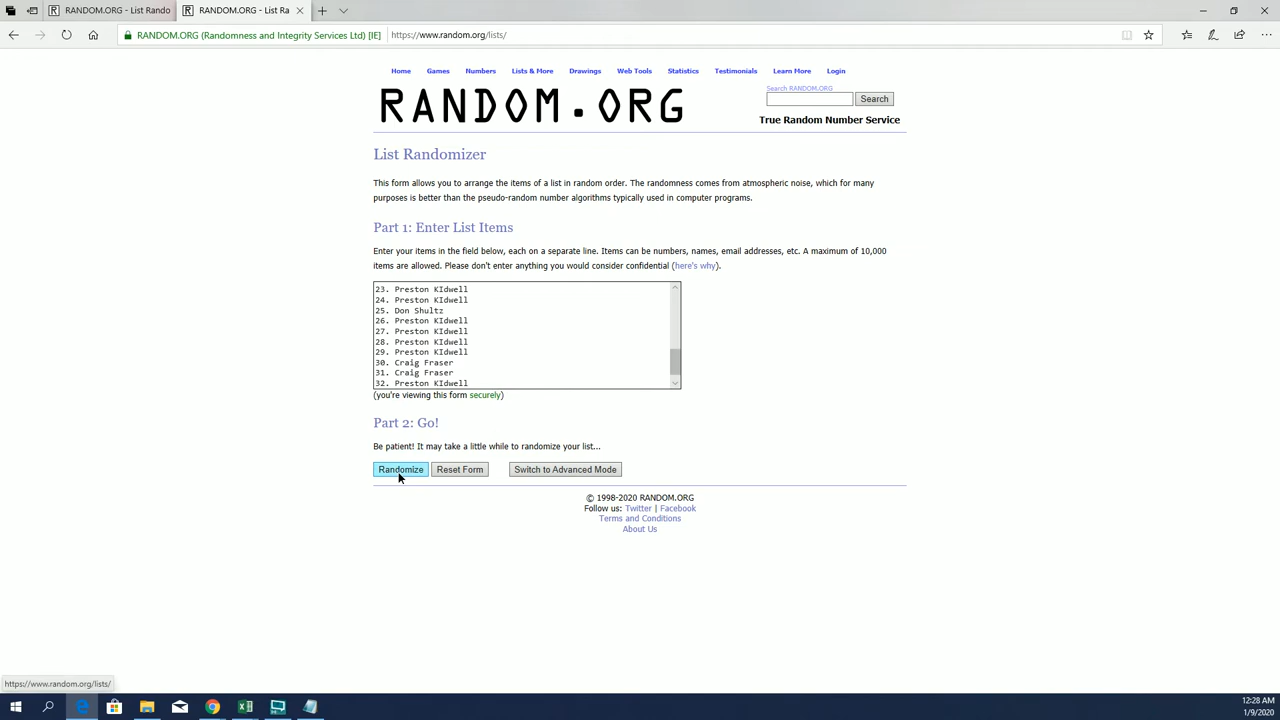 RANDOM.ORG - List Rando
RANDOM.ORG - List Ra
RANDOM.ORG (Randomness and Integrity Services Ltd) [IE]
https://www.random.org/lists/
Home Games Numbers Lists & More Drawings Web Tools Statistics Testimonials Learn More Login
RANDOM.ORG
Search RANDOM.ORG
Search
True Random Number Service
List Randomizer
This form allows you to arrange the items of a list in random order. The randomness comes from atmospheric noise, which for many
purposes is better than the pseudo-random number algorithms typically used in computer programs.
Part 1: Enter List Items
Enter your items in the field below, each on a separate line. Items can be numbers, names, email addresses, etc. A maximum of 10,000
items are allowed. Please don't enter anything you would consider confidential (here's why).
23. Preston KIdwell
24. Preston KIdwell
25. Don Shultz
26. Preston KIdwell
27. Preston KIdwell
28. Preston KIdwell
29. Preston KIdwell
30. Craig Fraser
31. Craig Fraser
32. Preston KIdwell
(you're viewing this form securely)
Part 2: Go!
Be patient! It may take a little while to randomize your list...
Randomize Reset Form Switch to Advanced Mode
© 1998-2020 RANDOM.ORG
Follow us: Twitter | Facebook
Terms and Conditions
About Us
https://www.random.org/lists/
12:28 AM
1/9/2020